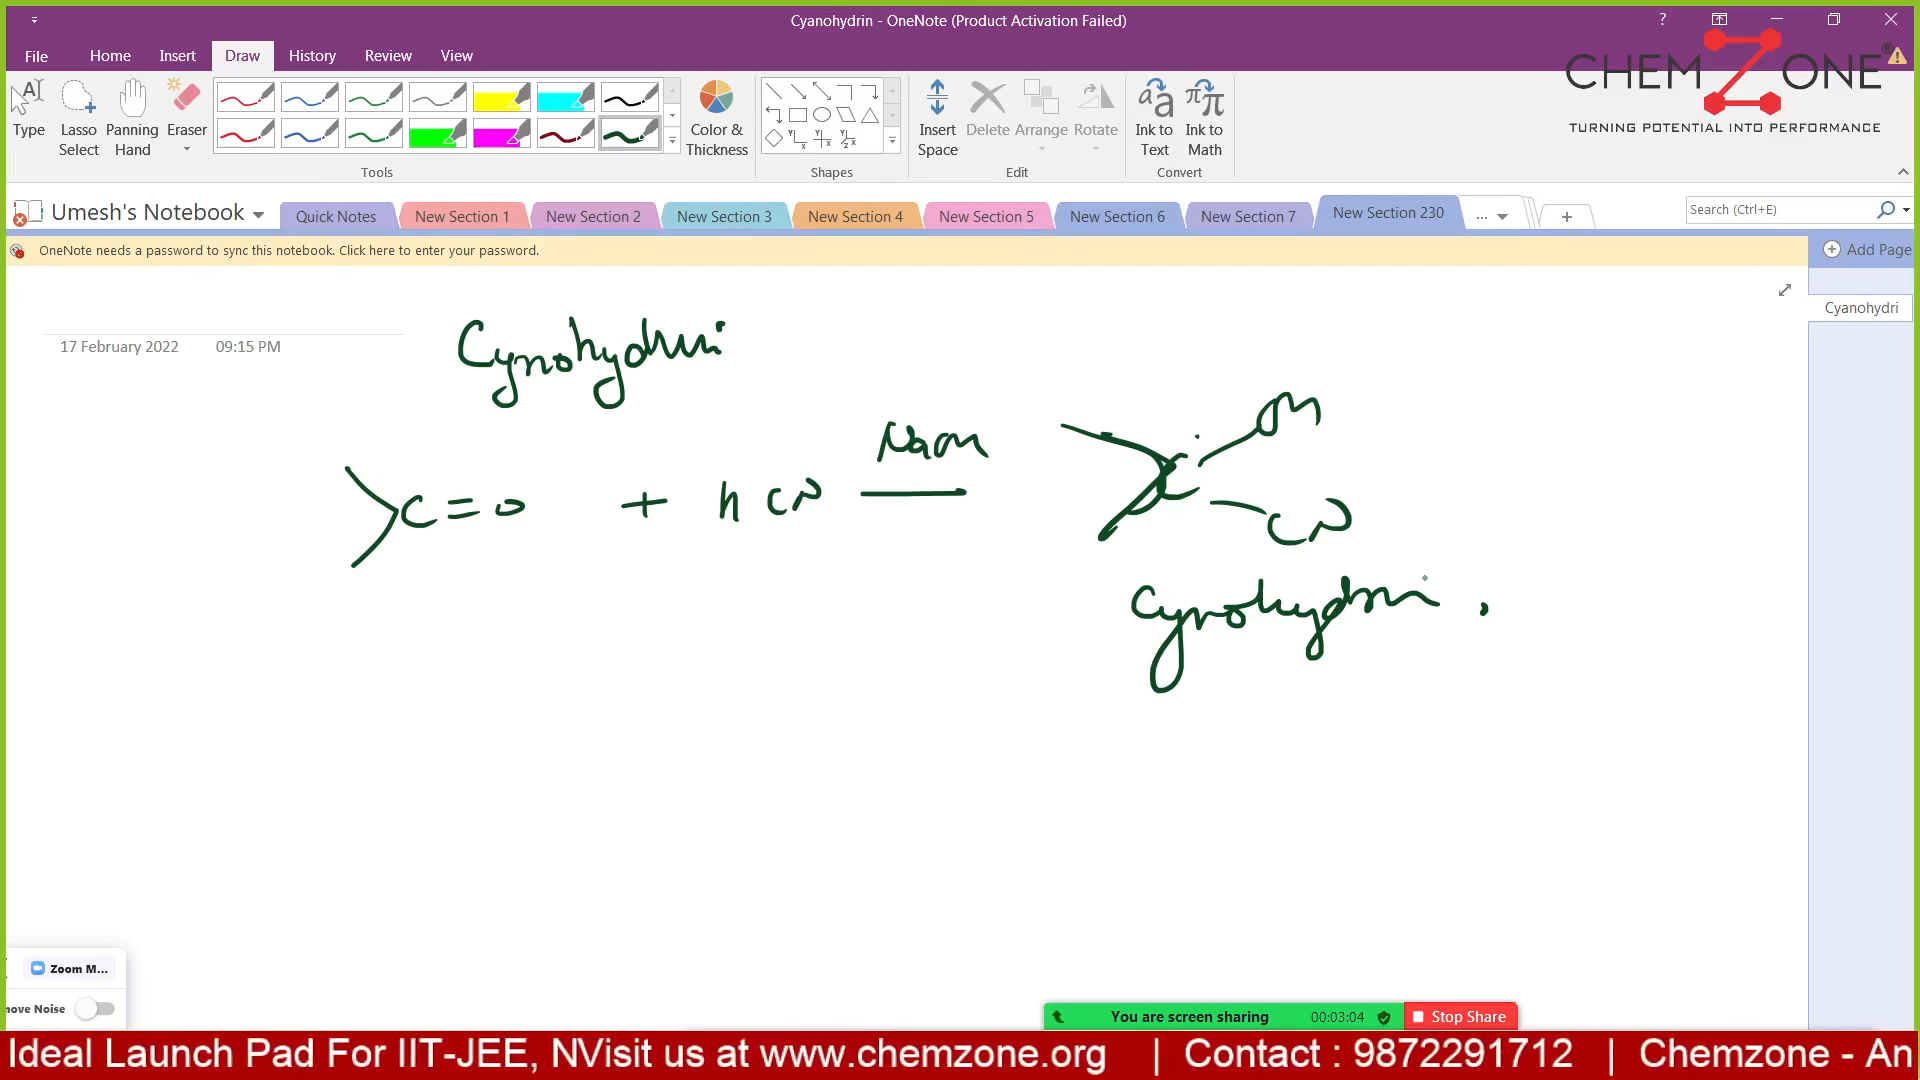 Cyanohydrin - OneNote (Product Activation Failed)
File Home Insert Draw History Review View
CHEMZONE®
TURNING POTENTIAL INTO PERFORMANCE
Type Lasso Select Panning Hand Eraser Color & Thickness Insert Space Delete Arrange Rotate Ink to Text Ink to Math
Tools Shapes Edit Convert
Umesh's Notebook Quick Notes New Section 1 New Section 2 New Section 3 New Section 4 New Section 5 New Section 6 New Section 7 New Section 230 ... Search (Ctrl+E)
OneNote needs a password to sync this notebook. Click here to enter your password.
Add Page
Cyanohydri
17 February 2022 09:15 PM
Cynohydrin
NaOH
OH
C=O + HCN C
CN
Cynohydrin
Zoom M...
nove Noise
You are screen sharing 00:03:04 Stop Share
Ideal Launch Pad For IIT-JEE, NVisit us at www.chemzone.org | Contact : 9872291712 | Chemzone - An